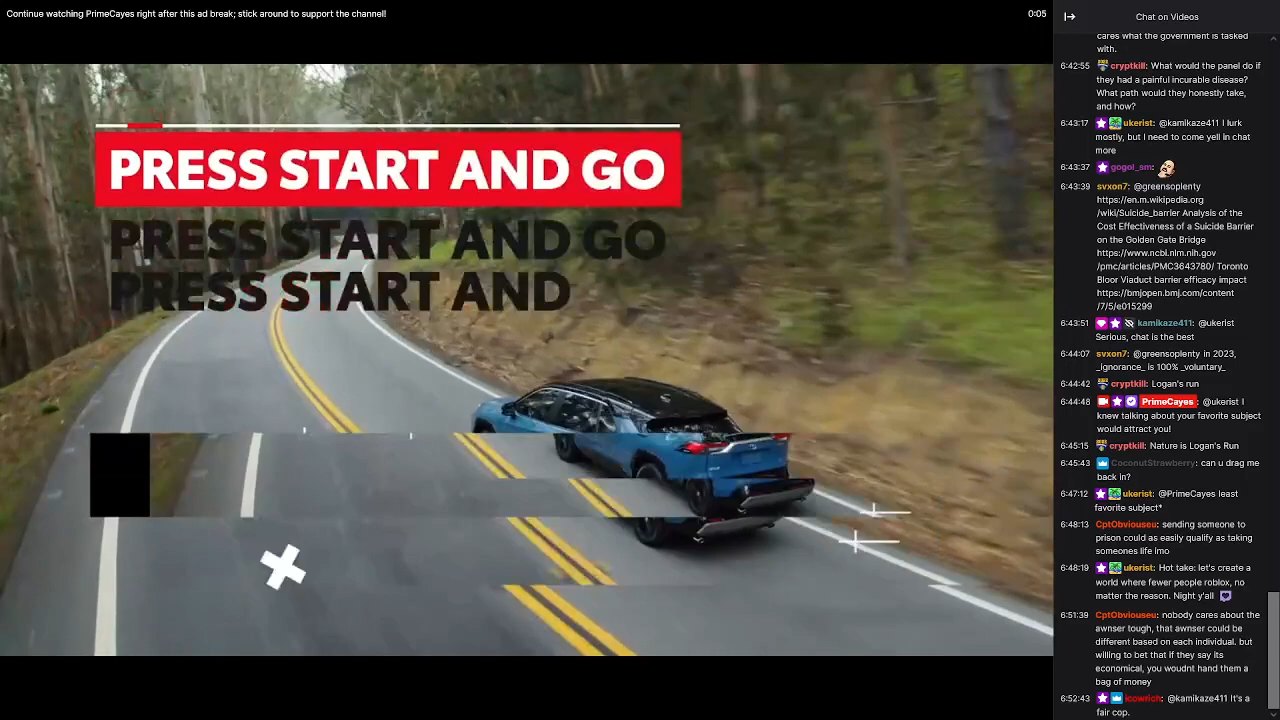 Continue watching PrimeCayes right after this ad break; stick around to support the channel!
0:05
PRESS START AND GO
PRESS START AND GO
PRESS START AND
Chat on Videos
cares what the government is tasked
with.
6:42:55 cryptkill: What would the panel do if
they had a painful incurable disease?
What path would they honestly take,
and how?
6:43:17 ukerist: @kamikaze411 I lurk
mostly, but I need to come yell in chat
more
6:43:37 gogol_sm:
6:43:39 svxon7: @greensoplenty
https://en.m.wikipedia.org
/wiki/Suicide_barrier Analysis of the
Cost Effectiveness of a Suicide Barrier
on the Golden Gate Bridge
https://www.ncbi.nlm.nih.gov
/pmc/articles/PMC3643780/ Toronto
Bloor Viaduct barrier efficacy impact
https://bmjopen.bmj.com/content
/7/5/e015299
6:43:51 kamikaze411: @ukerist
Serious, chat is the best
6:44:07 svxon7: @greensoplenty in 2023,
_ignorance_ is 100% _voluntary_
6:44:42 cryptkill: Logan's run
6:44:48 PrimeCayes: @ukerist I
knew talking about your favorite subject
would attract you!
6:45:15 cryptkill: Nature is Logan's Run
6:45:43 CoconutStrawberry: can u drag me
back in?
6:47:12 ukerist: @PrimeCayes least
favorite subject*
6:48:13 CptObviouseu: sending someone to
prison could as easily qualify as taking
someones life imo
6:48:19 ukerist: Hot take: let's create a
world where fewer people roblox, no
matter the reason. Night y'all
6:51:39 CptObviouseu: nobody cares about the
awnser tough, that awnser could be
different based on each individual. but
willing to bet that if they say its
economical, you woudnt hand them a
bag of money
6:52:43 icowrich: @kamikaze411 It's a
fair cop.